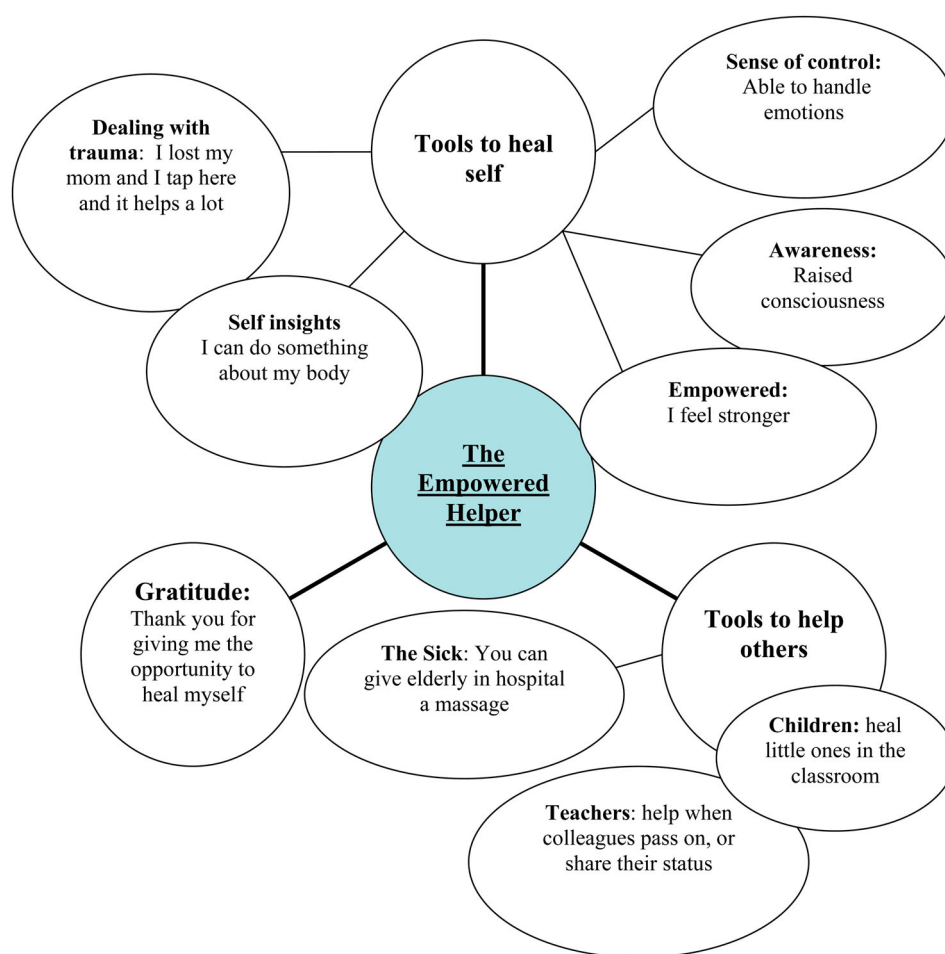 Sense of control:
Able to handle
emotions
Dealing with
trauma:  I lost my
mom and I tap here
and it helps a lot
Tools to heal
self
Awareness:
Raised
consciousness
Self insights
I can do something
about my body
Empowered:
I feel stronger
The
Empowered
Helper
Gratitude:
Thank you for
giving me the
opportunity to
heal myself
Tools to help
others
The Sick: You can
give elderly in hospital
a massage
Children: heal
little ones in the
classroom
Teachers: help when
colleagues pass on, or
share their status